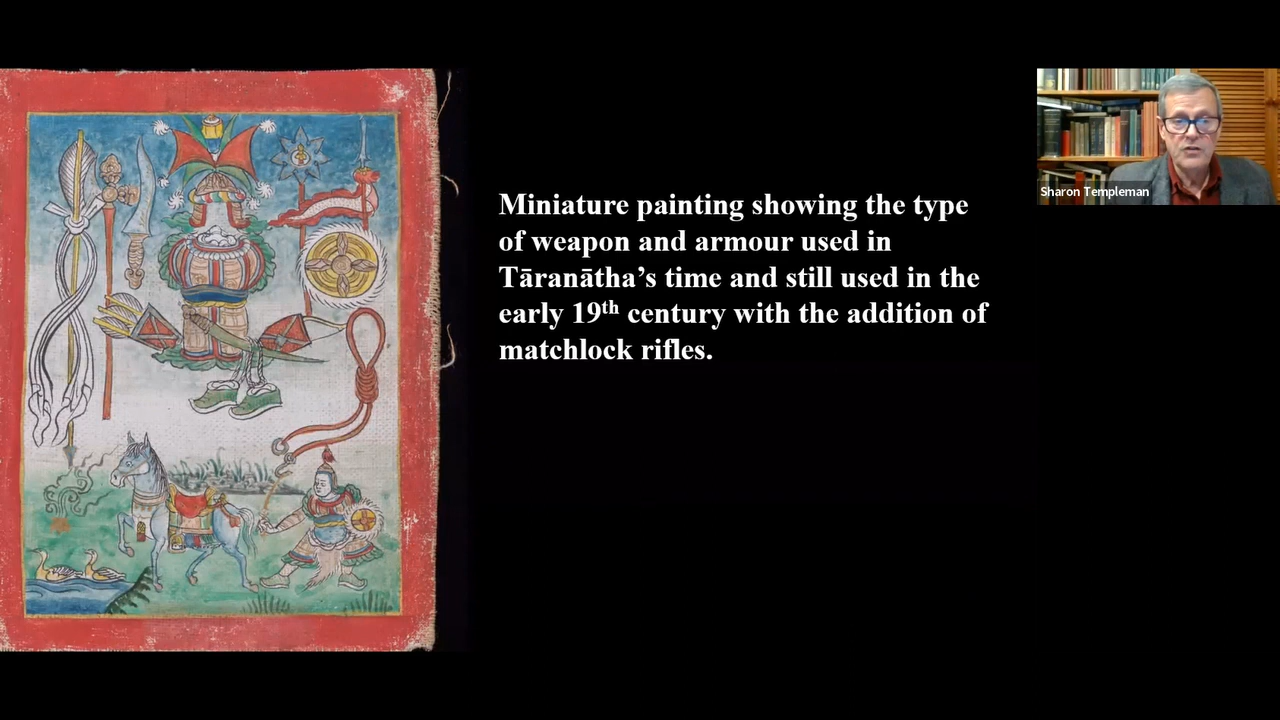 Miniature painting showing the type
of weapon and armour used in
Tāranātha’s time and still used in the
early 19th century with the addition of
matchlock rifles.
Sharon Templeman